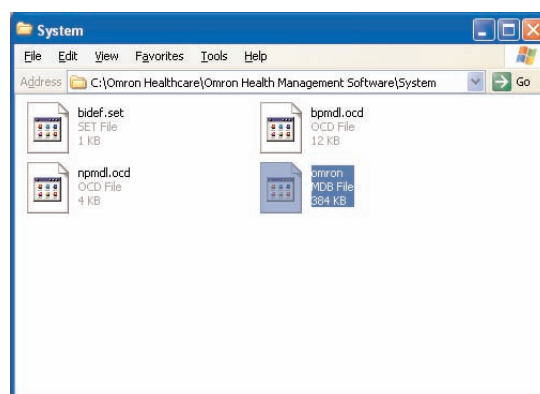 System
File Edit View Favorites Tools Help
Address C:\Omron Healthcare\Omron Health Management Software\System Go
bidef.set
SET File
1 KB
bpmdl.ocd
OCD File
12 KB
npmdl.ocd
OCD File
4 KB
omron
MDB File
384 KB